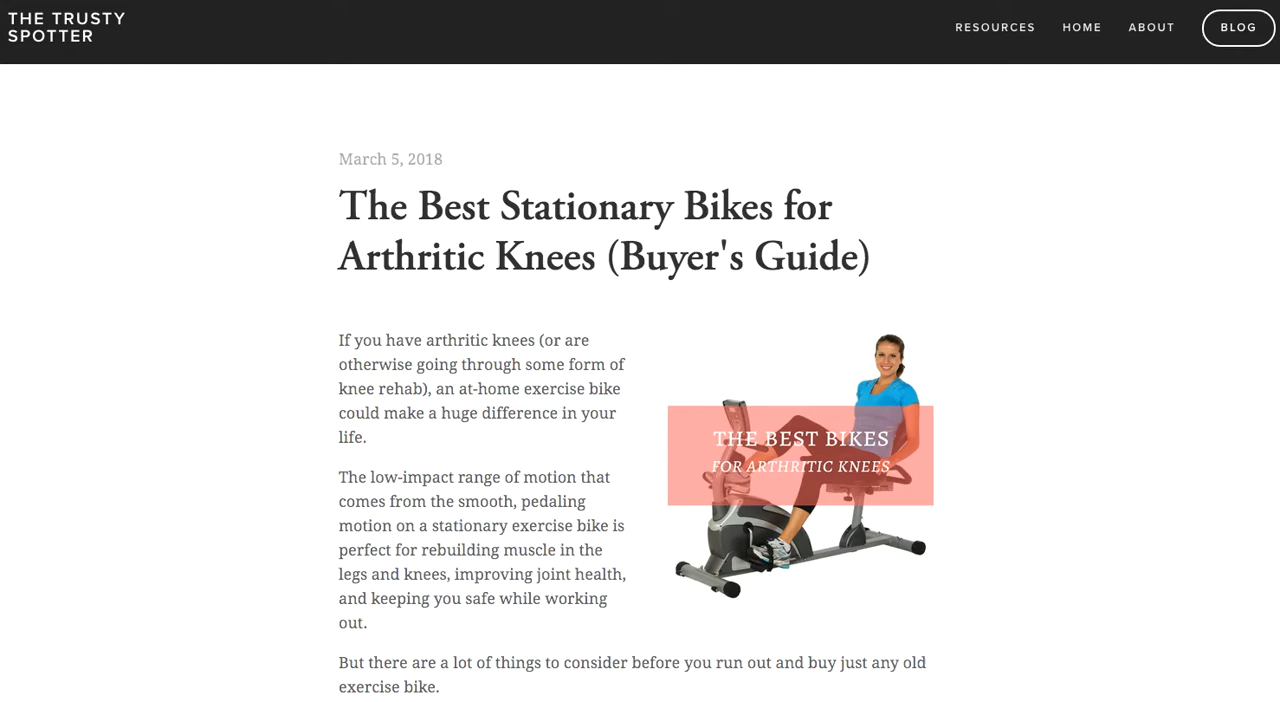 THE TRUSTY
SPOTTER
RESOURCES
HOME
ABOUT
BLOG
March 5, 2018
The Best Stationary Bikes for
Arthritic Knees (Buyer's Guide)
If you have arthritic knees (or are
otherwise going through some form of
knee rehab), an at-home exercise bike
could make a huge difference in your
life.
The low-impact range of motion that
comes from the smooth, pedaling
motion on a stationary exercise bike is
perfect for rebuilding muscle in the
legs and knees, improving joint health,
and keeping you safe while working
out.
THE BEST BIKES
FOR ARTHRITIC KNEES
But there are a lot of things to consider before you run out and buy just any old
exercise bike.